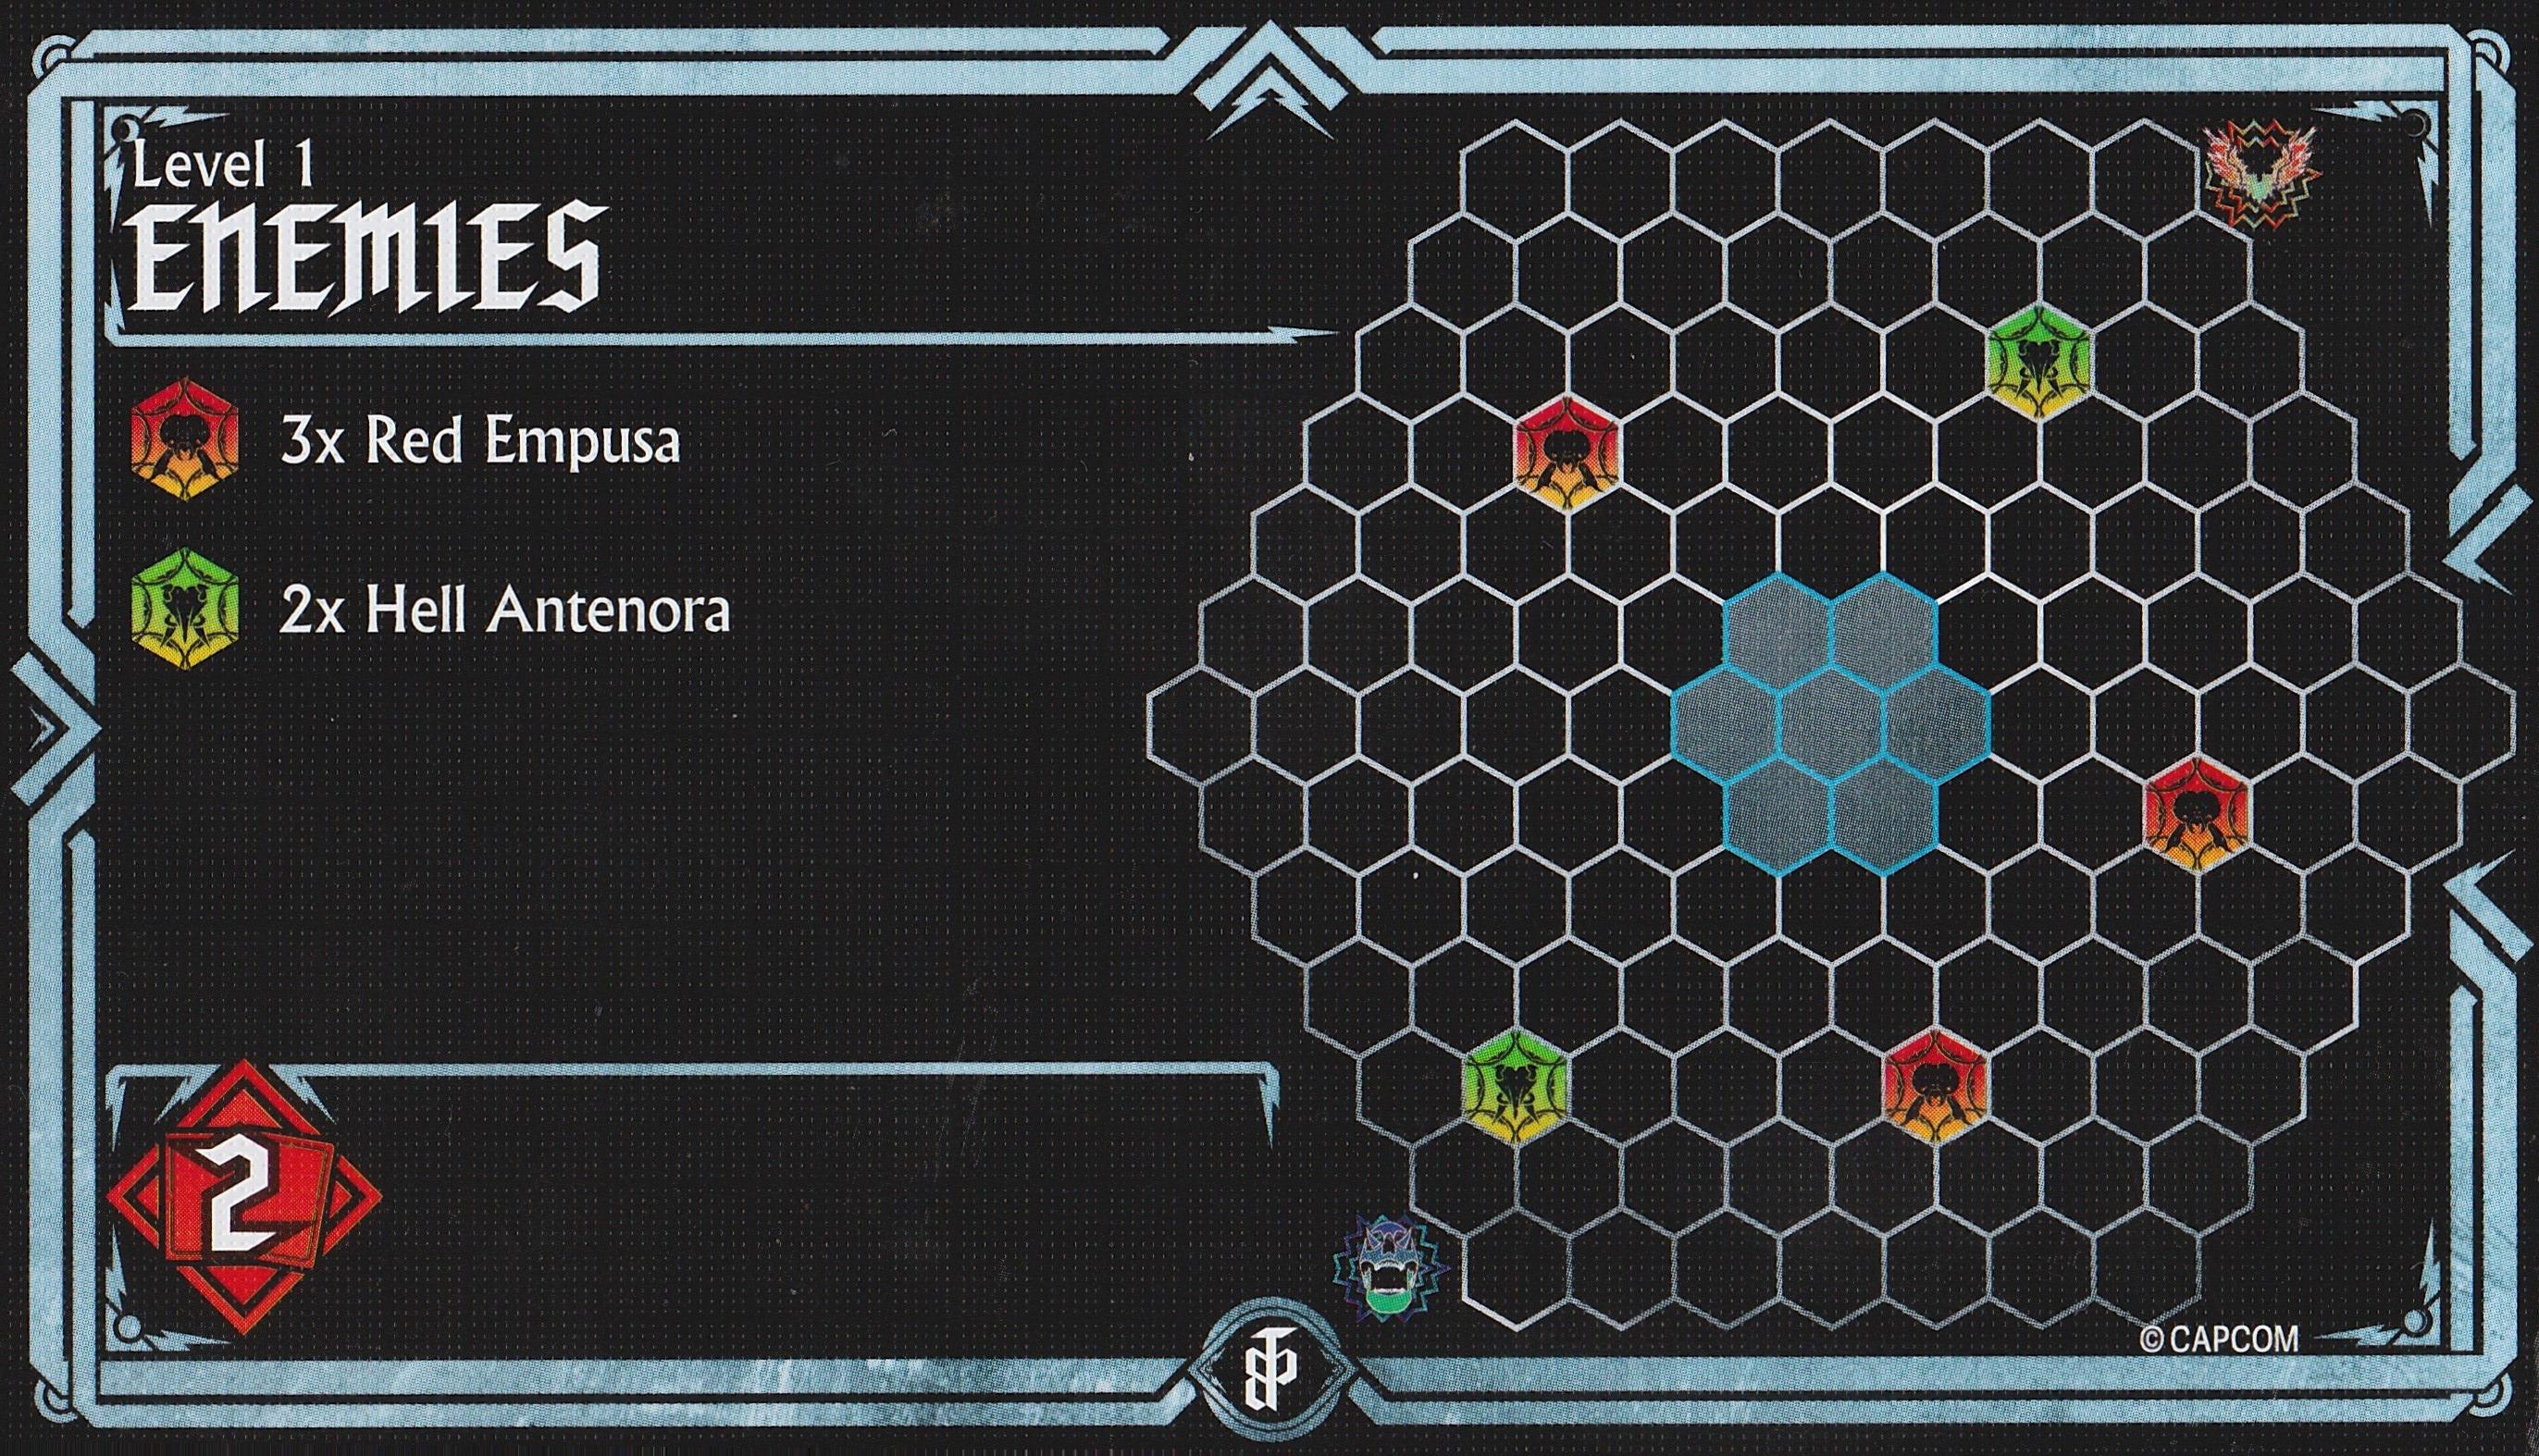 Level 1
ENEMIES
3x Red Empusa
2x Hell Antenora
2
© CAPCOM